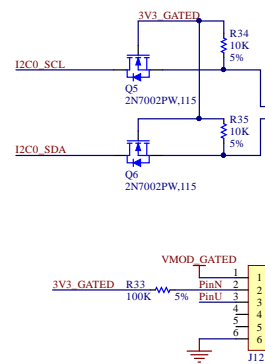 3V3_GATED
R34
10K
5%
I2C0_SCL
Q5
2N7002PW,115
R35
10K
5%
I2C0_SDA
Q6
2N7002PW,115
VMOD_GATED
3V3_GATED R33 PinN
100K 5% PinU
1 1
2 2
3 3
4 4
5 5
6 6
J12